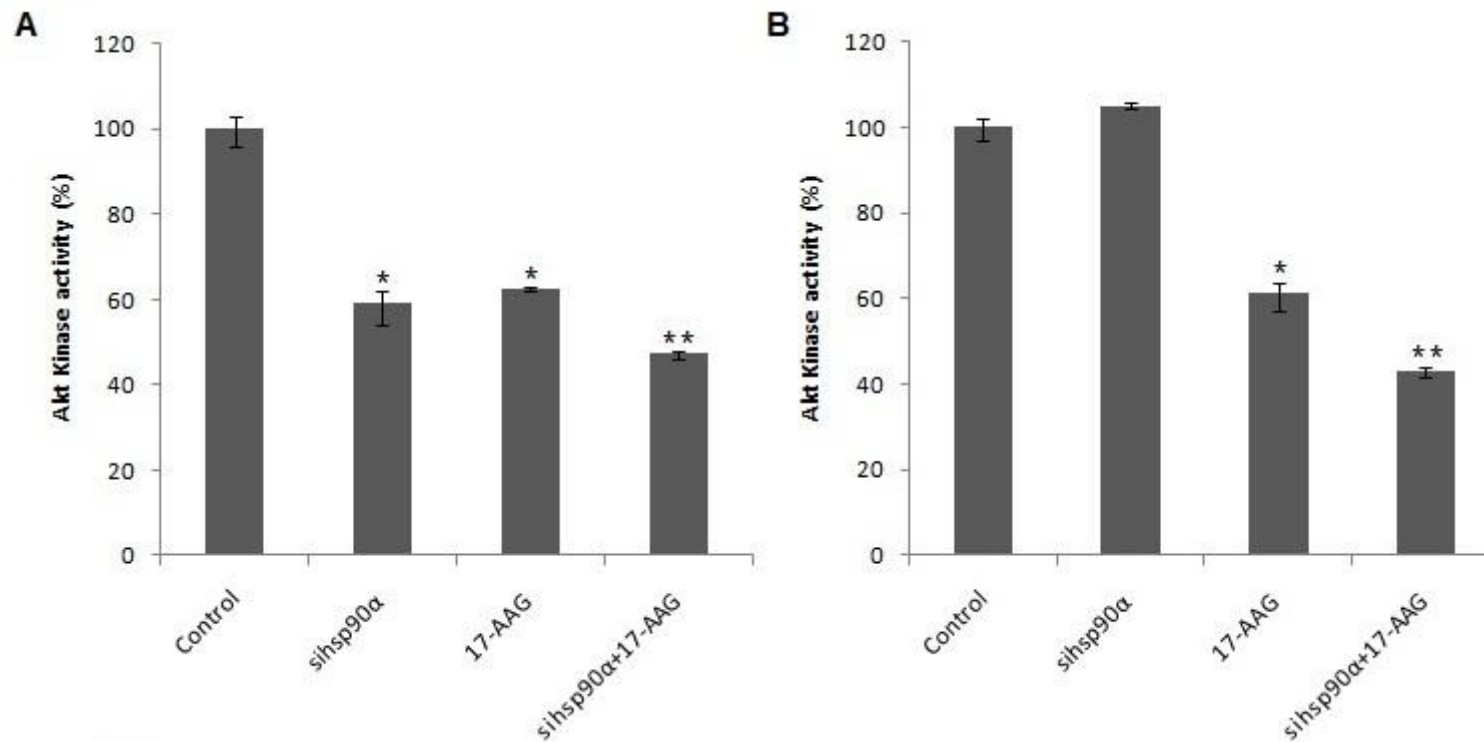 A
Akt Kinase activity (%)
120
100
80
60
40
20
0
*
*
**
Control
sihsp90α
17-AAG
sihsp90α+17-AAG
B
Akt Kinase activity (%)
120
100
80
60
40
20
0
*
**
Control
sihsp90α
17-AAG
sihsp90α+17-AAG